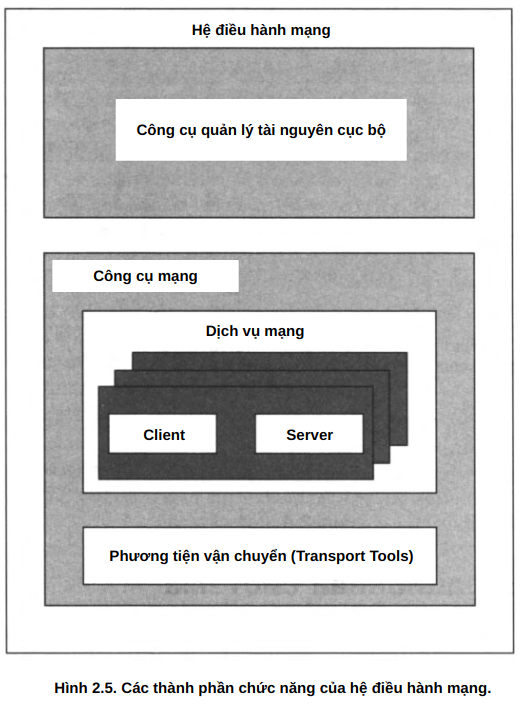 Hệ điều hành mạng
Công cụ quản lý tài nguyên cục bộ
Công cụ mạng
Dịch vụ mạng
Client
Server
Phương tiện vận chuyển (Transport Tools)
Hình 2.5. Các thành phần chức năng của hệ điều hành mạng.